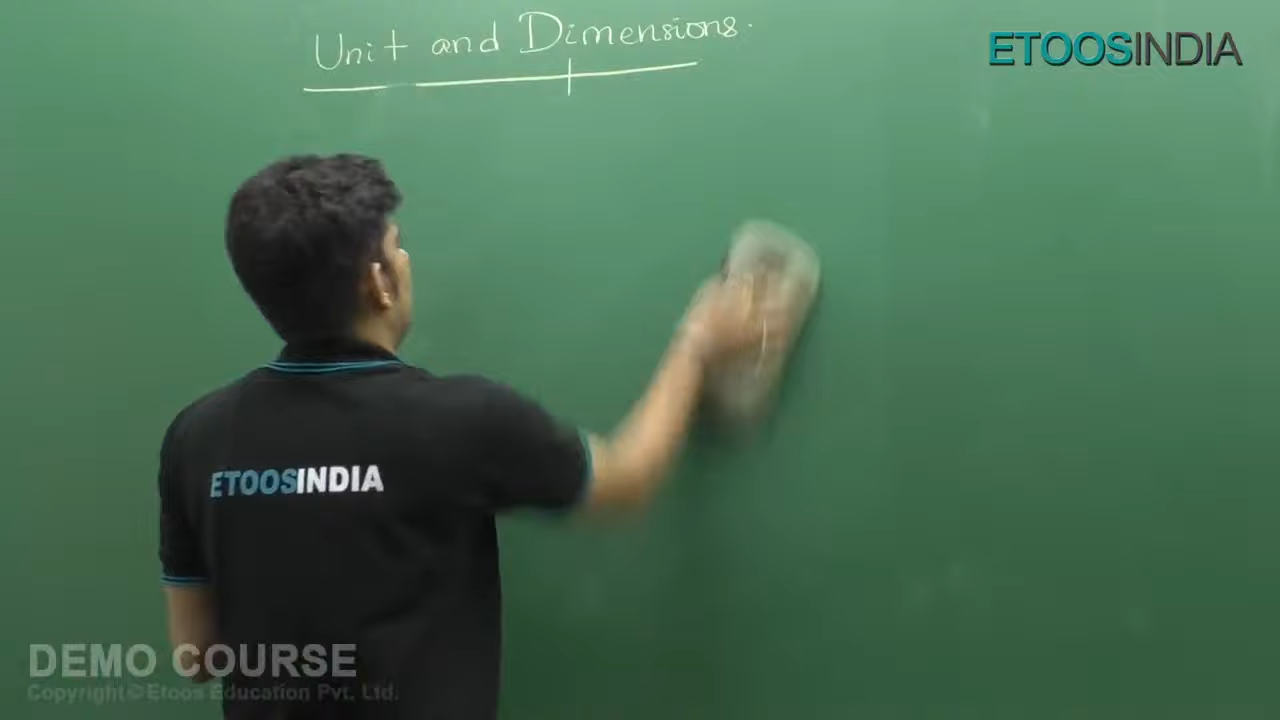 Unit and Dimensions.
ETOOSINDIA
ETOOSINDIA
DEMO COURSE
Copyright©Etoos Education Pvt. Ltd.